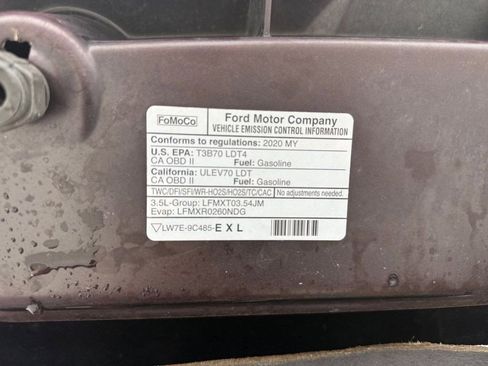 FoMoCo
Ford Motor Company
VEHICLE EMISSION CONTROL INFORMATION
Conforms to regulations: 2020 MY
U.S. EPA: T3B70 LDT4
CA OBD II Fuel: Gasoline
California: ULEV70 LDT
CA OBD II Fuel: Gasoline
TWC/DFI/SFI/WR-HO2S/HO2S/TC/CAC No adjustments needed.
3.5L-Group: LFMXT03.54JM
Evap: LFMXR0260NDG
LW7E-9C485-EXL